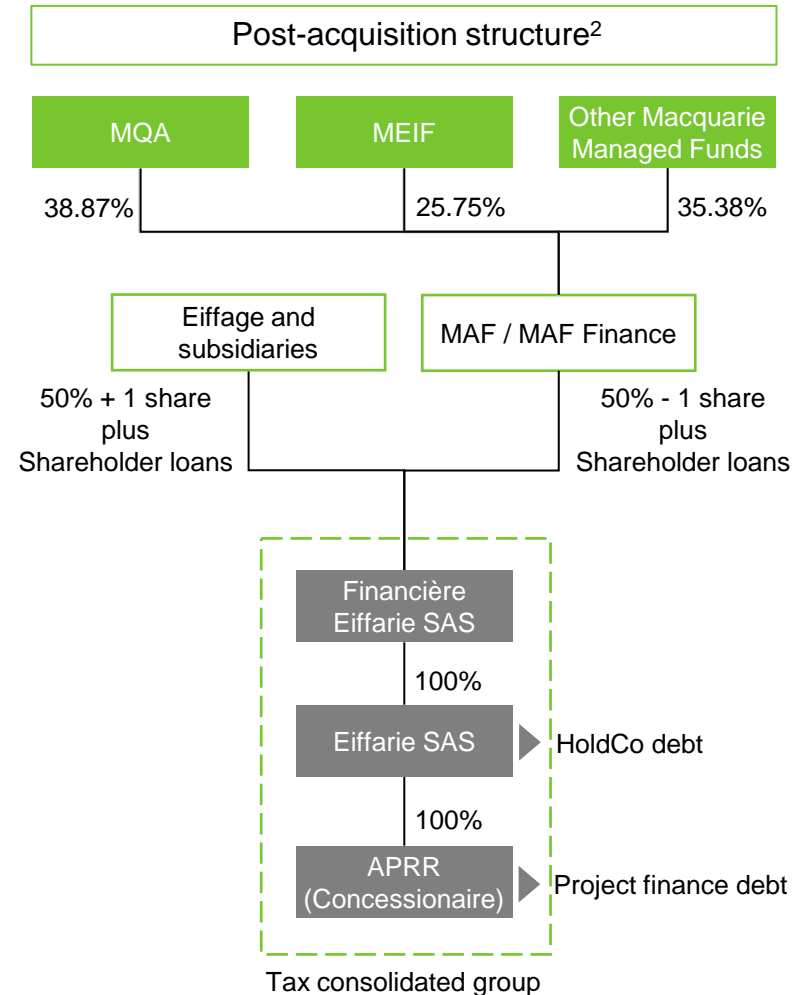 Post-acquisition structure2
MQA
MEIF
Other Macquarie
Managed Funds
38.87%
25.75%
35.38%
Eiffage and
subsidiaries
MAF / MAF Finance
50% + 1 share
plus
Shareholder loans
50% - 1 share
plus
Shareholder loans
Financière
Eiffarie SAS
100%
Eiffarie SAS
HoldCo debt
100%
APRR
(Concessionaire)
Project finance debt
Tax consolidated group